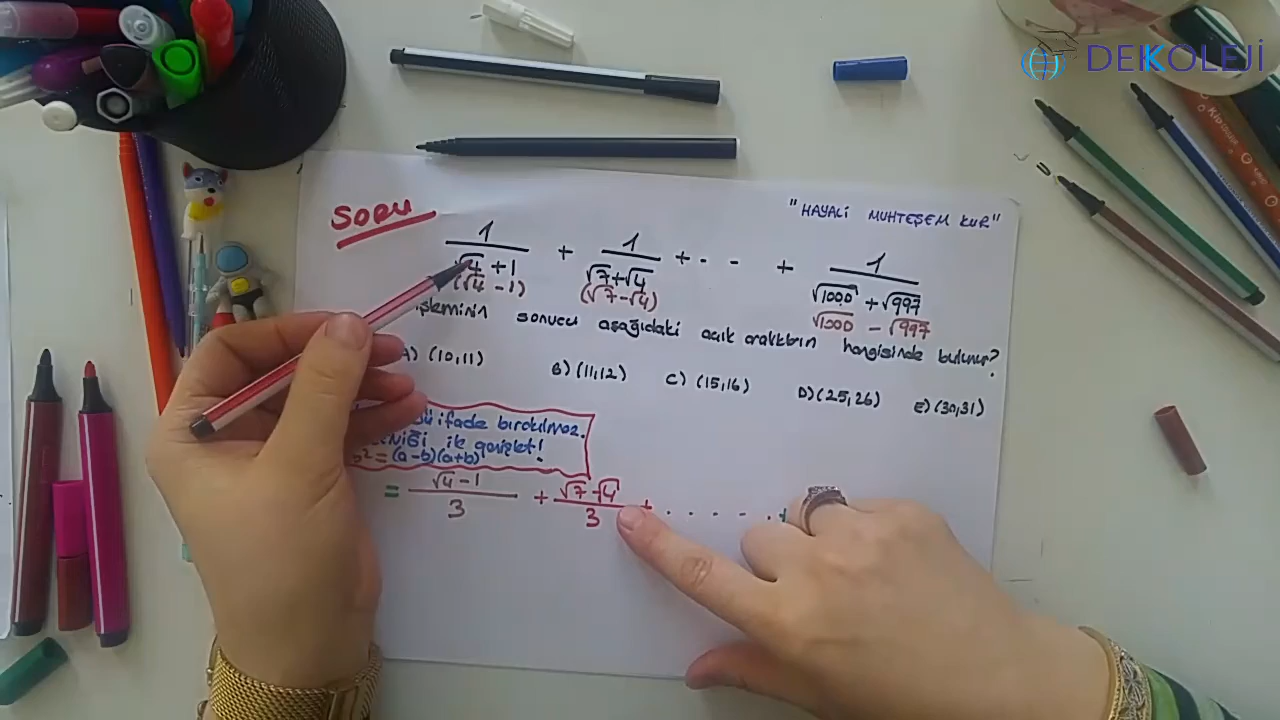 DEKOLEJİ
SORU
"HAYALİ MUHTEŞEM KUR"
1/(√4 + 1) + 1/(√7+√4) + · · - + 1/(√1000 + √997)
(√4 - 1) (√7-√4) √1000 - √997
işleminin sonucu aşağıdaki açık aralıkların hangisinde bulunur?
A) (10,11) B) (11,12) C) (15,16) D) (25,26) E) (30,31)
ifade bırakılmaz.
ile genişlet!
= (a-b)(a+b)
= (√4 - 1)/3 + (√7-√4)/3 + . . . . . . +